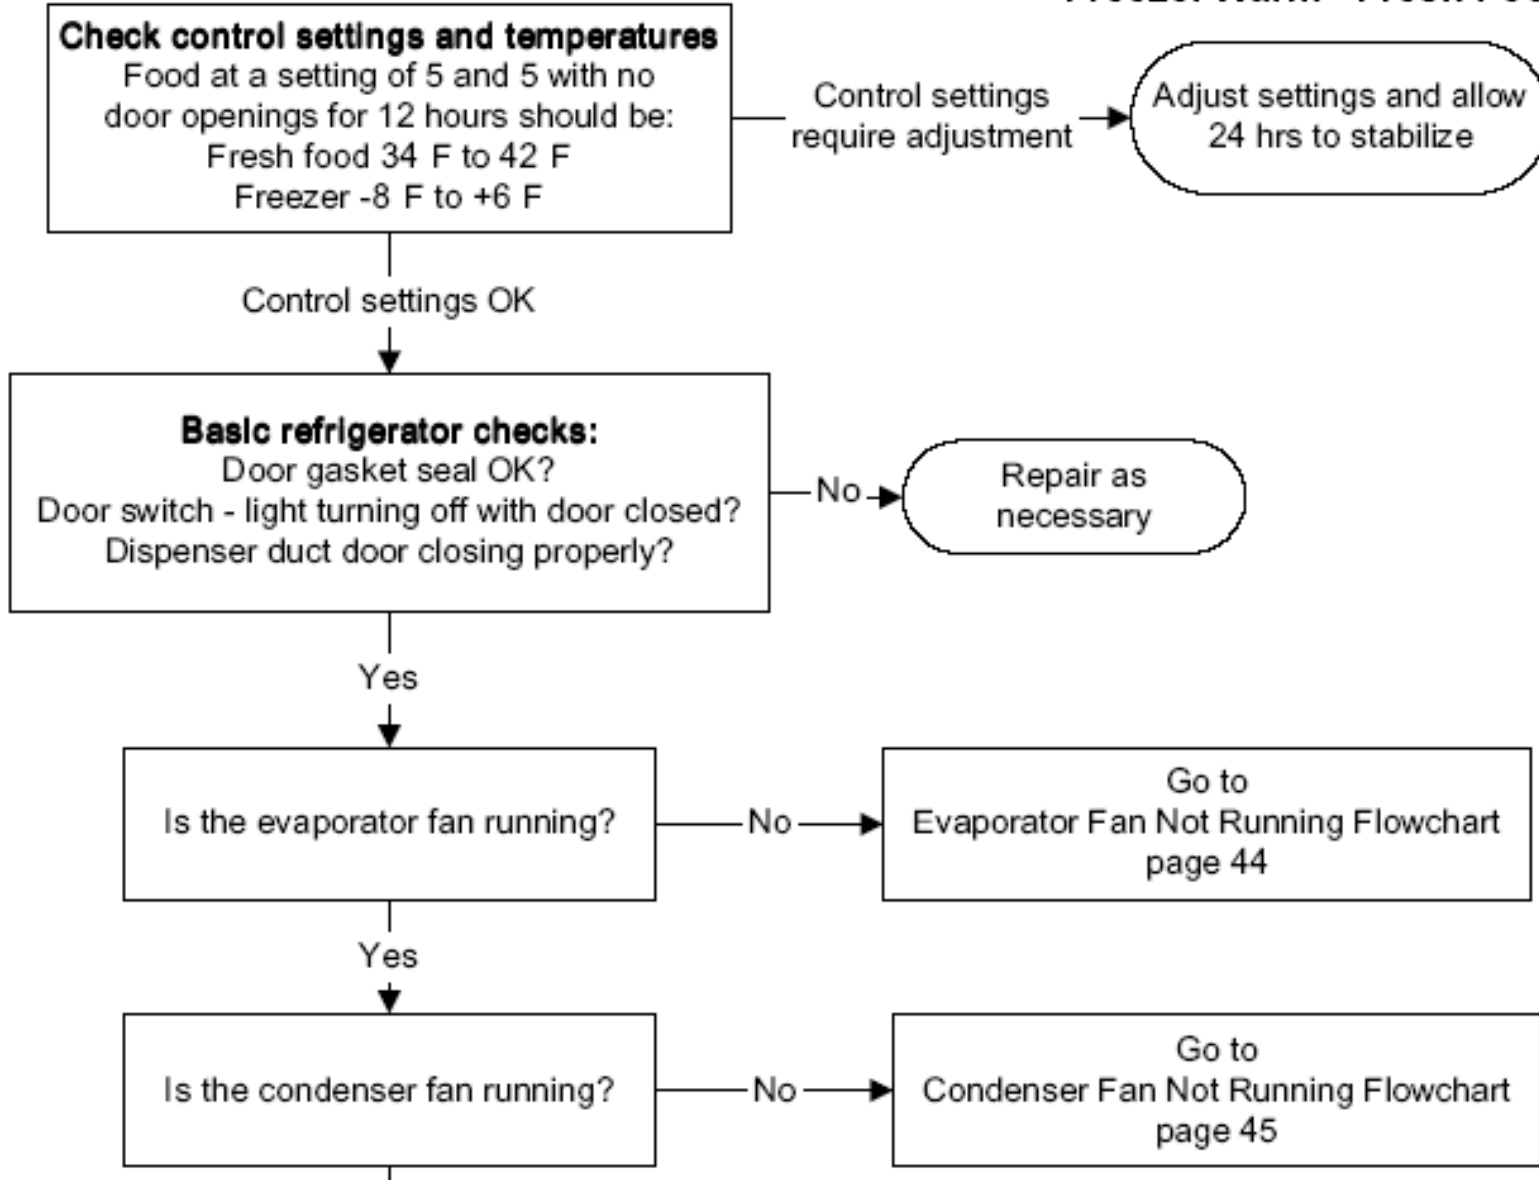 Check control settings and temperatures
Food at a setting of 5 and 5 with no
door openings for 12 hours should be:
Fresh food 34 F to 42 F
Freezer -8 F to +6 F
Control settings
require adjustment
Adjust settings and allow
24 hrs to stabilize
Control settings OK
Basic refrigerator checks:
Door gasket seal OK?
Door switch - light turning off with door closed?
Dispenser duct door closing properly?
No
Repair as
necessary
Yes
Is the evaporator fan running?
No
Go to
Evaporator Fan Not Running Flowchart
page 44
Yes
Is the condenser fan running?
No
Go to
Condenser Fan Not Running Flowchart
page 45